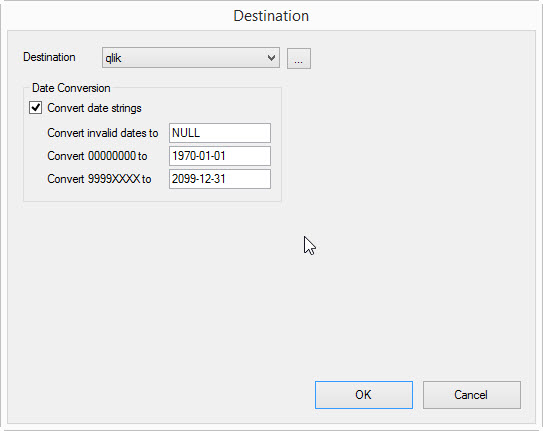 Destination
Destination qlik ...
Date Conversion
Convert date strings
Convert invalid dates to NULL
Convert 00000000 to 1970-01-01
Convert 9999XXXX to 2099-12-31
OK Cancel